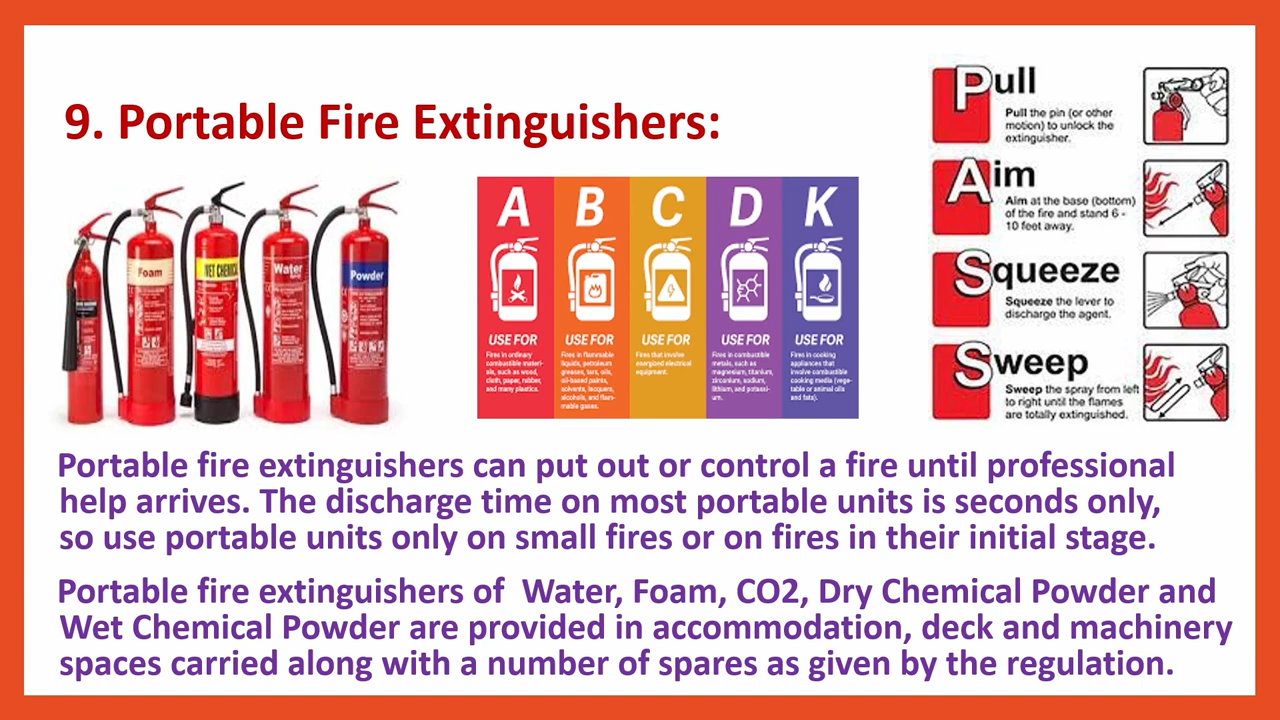 9. Portable Fire Extinguishers:
Foam
WET CHEMIC
Water
Powder
A
B
C
D
K
USE FOR
Fires in ordinary
combustible materi-
als, such as wood,
cloth, paper, rubber,
and many plastics.
USE FOR
Fires in flammable
liquids, petroleum
greases, tars, oils,
oil-based paints,
solvents, lacquers,
alcohols, and flam-
mable gases.
USE FOR
Fires that involve
energized electrical
equipment.
USE FOR
Fires in combustible
metals, such as
magnesium, titanium,
zirconium, sodium,
lithium, and potassi-
um.
USE FOR
Fires in cooking
appliances that
involve combustible
cooking media (vege-
table or animal oils
and fats).
Pull
Pull the pin (or other
motion) to unlock the
extinguisher.
Aim
Aim at the base (bottom)
of the fire and stand 6 -
10 feet away.
Squeeze
Squeeze the lever to
discharge the agent.
Sweep
Sweep the spray from left
to right until the flames
are totally extinguished.
Portable fire extinguishers can put out or control a fire until professional
help arrives. The discharge time on most portable units is seconds only,
so use portable units only on small fires or on fires in their initial stage.
Portable fire extinguishers of Water, Foam, CO2, Dry Chemical Powder and
Wet Chemical Powder are provided in accommodation, deck and machinery
spaces carried along with a number of spares as given by the regulation.